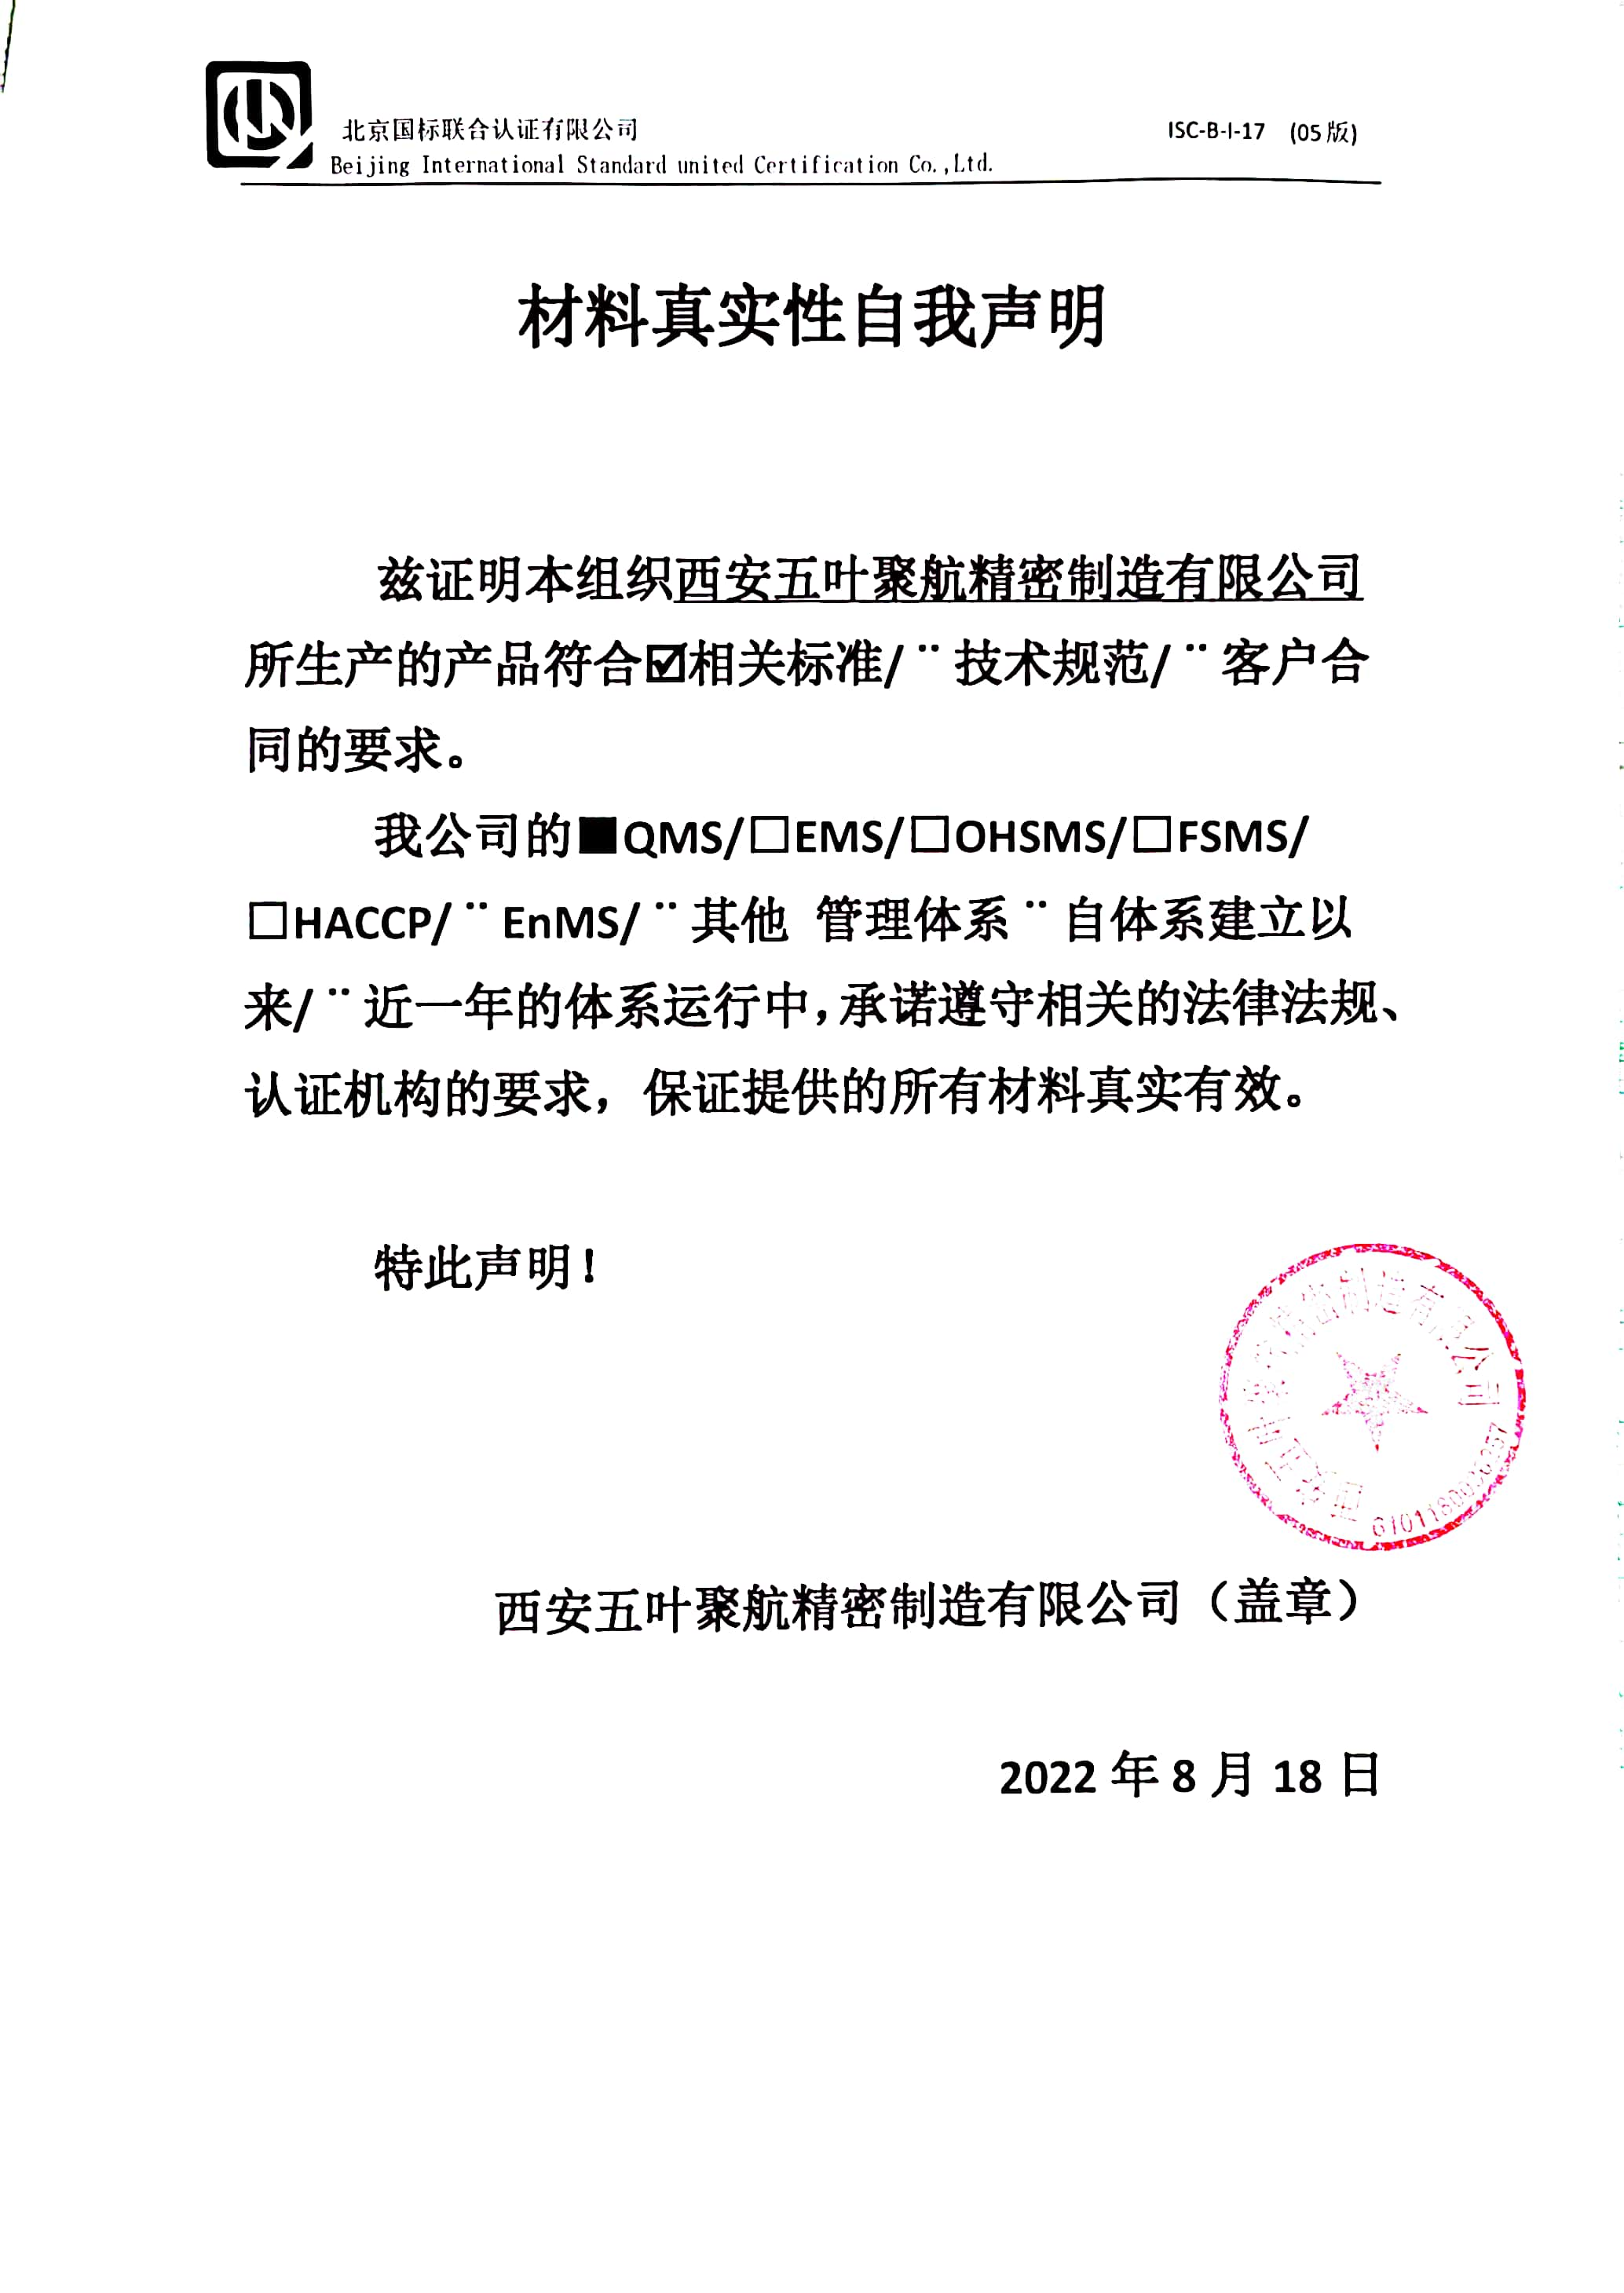 北京国标联合认证有限公司
ISC-B-I-17 (05版)
Beijing International Standard united Certification Co.,Ltd.
材料真实性自我声明
兹证明本组织西安五叶聚航精密制造有限公司
所生产的产品符合☑相关标准/¨技术规范/¨客户合
同的要求。
我公司的■QMS/□EMS/□OHSMS/□FSMS/
□HACCP/¨EnMS/¨其他 管理体系¨自体系建立以
来/¨近一年的体系运行中,承诺遵守相关的法律法规、
认证机构的要求，保证提供的所有材料真实有效。
特此声明！
制造有限公司
西安五叶聚航精密制造有限公司（盖章）
2022 年 8 月 18 日